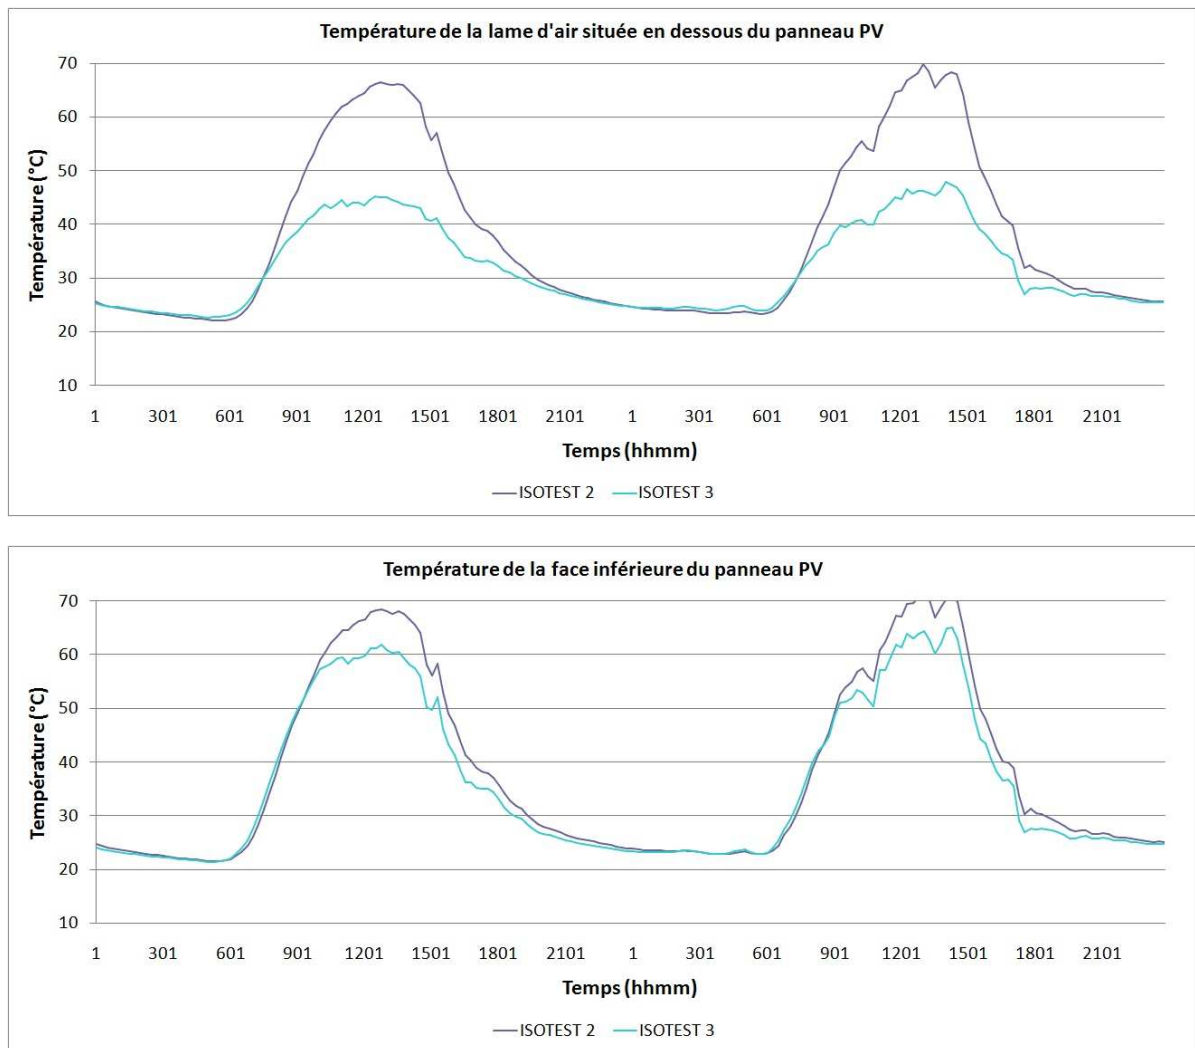 Température de la lame d'air située en dessous du panneau PV
Température (°C)
70
60
50
40
30
20
10
1 301 601 901 1201 1501 1801 2101 1 301 601 901 1201 1501 1801 2101
Temps (hhmm)
ISOTEST 2 ISOTEST 3
Température de la face inférieure du panneau PV
Température (°C)
70
60
50
40
30
20
10
1 301 601 901 1201 1501 1801 2101 1 301 601 901 1201 1501 1801 2101
Temps (hhmm)
ISOTEST 2 ISOTEST 3